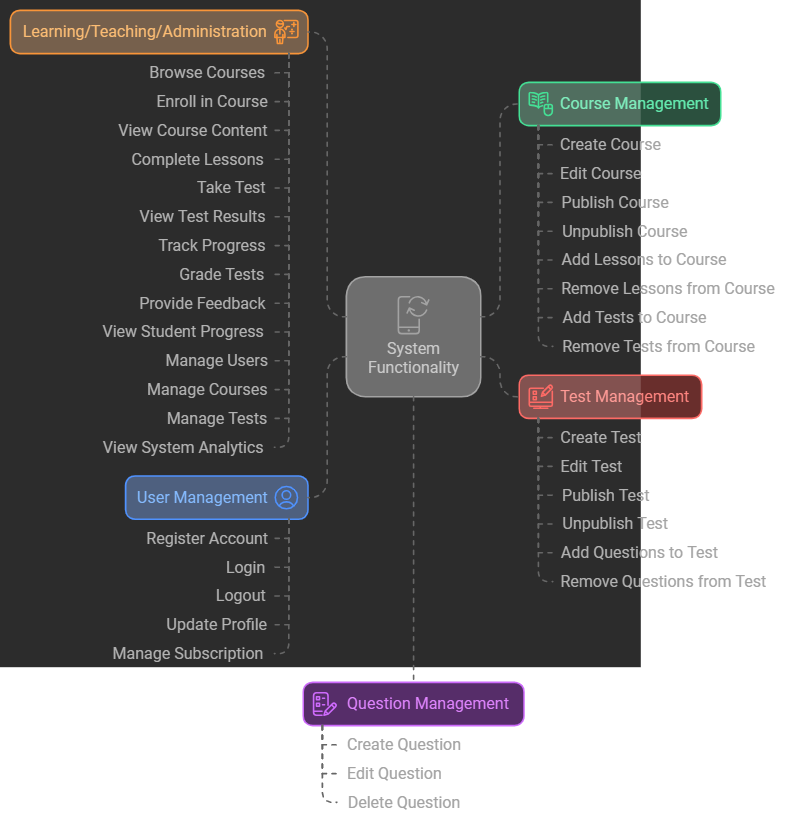 Learning/Teaching/Administration
Browse Courses
Enroll in Course
View Course Content
Complete Lessons
Take Test
View Test Results
Track Progress
Grade Tests
Provide Feedback
View Student Progress
Manage Users
Manage Courses
Manage Tests
View System Analytics
User Management
Register Account
Login
Logout
Update Profile
Manage Subscription
System
Functionality
Course Management
Create Course
Edit Course
Publish Course
Unpublish Course
Add Lessons to Course
Remove Lessons from Course
Add Tests to Course
Remove Tests from Course
Test Management
Create Test
Edit Test
Publish Test
Unpublish Test
Add Questions to Test
Remove Questions from Test
Question Management
Create Question
Edit Question
Delete Question